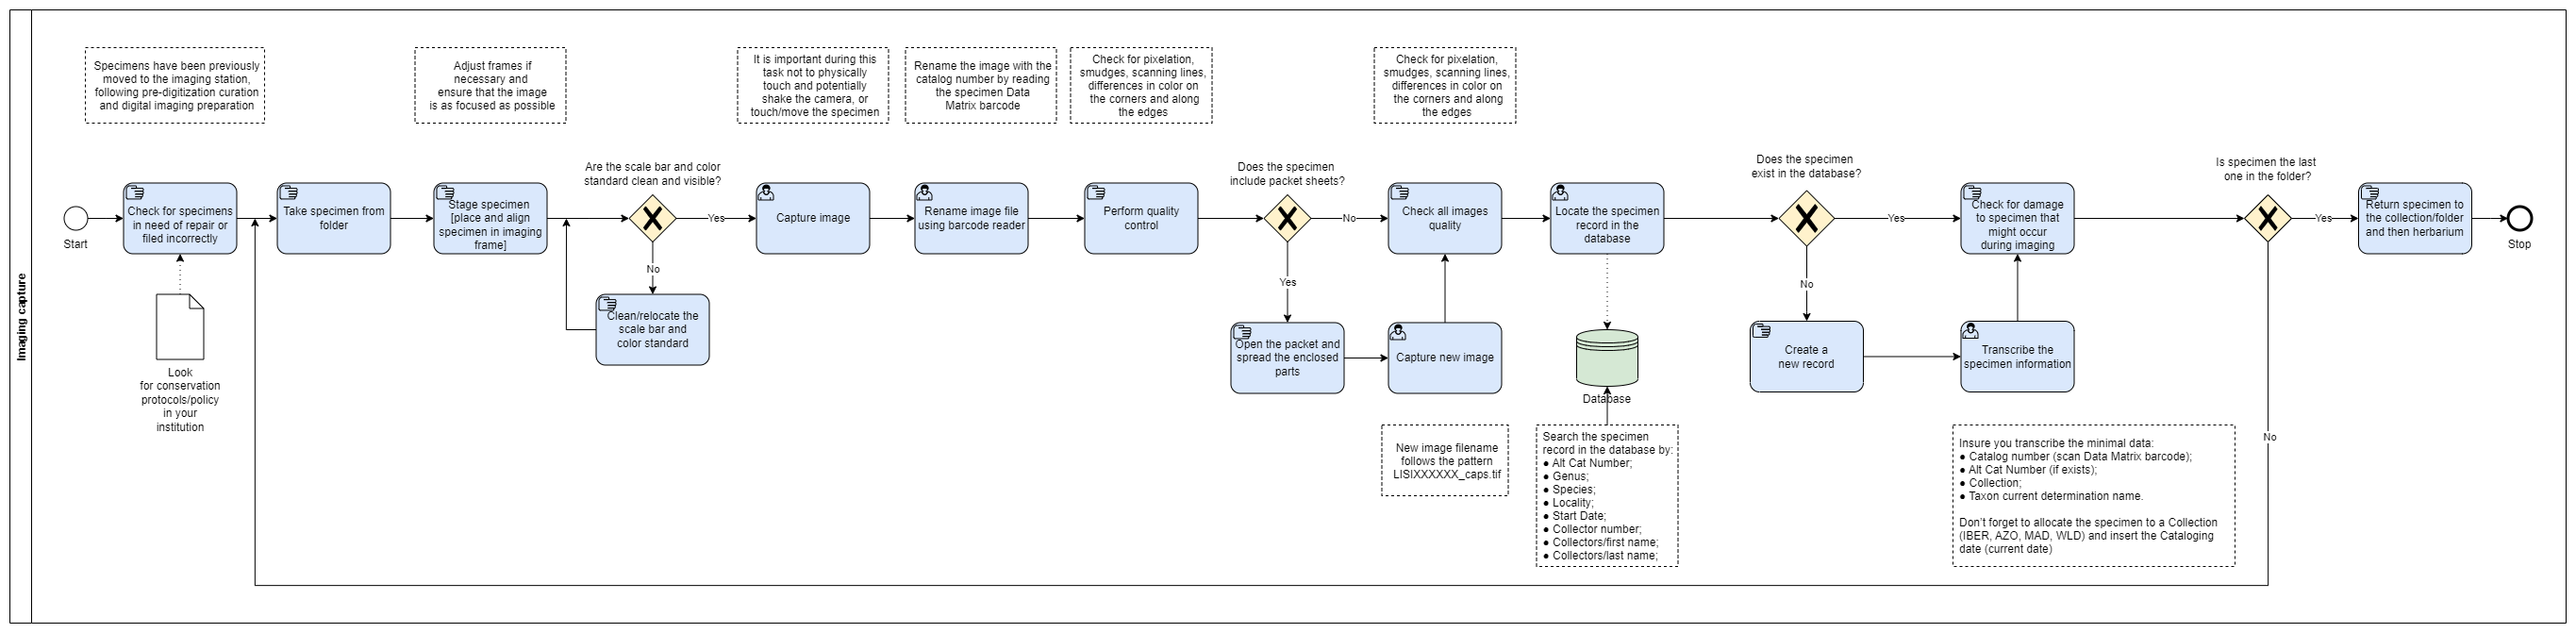 Imaging capture
Specimens have been previously
moved to the imaging station,
following pre-digitization curation
and digital imaging preparation
Adjust frames if
necessary and
ensure that the image
is as focused as possible
It is important during this
task not to physically
touch and potentially
shake the camera, or
touch/move the specimen
Rename the image with the
catalog number by reading
the specimen Data
Matrix barcode
Check for pixelation,
smudges, scanning lines,
differences in color on
the corners and along
the edges
Check for pixelation,
smudges, scanning lines,
differences in color on
the corners and along
the edges
Start
Check for specimens
in need of repair or
filed incorrectly
Look
for conservation
protocols/policy
in your
institution
Take specimen from
folder
Stage specimen
[place and align
specimen in imaging
frame]
Are the scale bar and color
standard clean and visible?
Yes
No
Clean/relocate the
scale bar and
color standard
Capture image
Rename image file
using barcode reader
Perform quality
control
Does the specimen
include packet sheets?
No
Yes
Open the packet and
spread the enclosed
parts
Capture new image
New image filename
follows the pattern
LISIXXXXXX_caps.tif
Check all images
quality
Locate the specimen
record in the
database
Database
Search the specimen
record in the database by:
● Alt Cat Number;
● Genus;
● Species;
● Locality;
● Start Date;
● Collector number;
● Collectors/first name;
● Collectors/last name;
Does the specimen
exist in the database?
Yes
No
Create a
new record
Transcribe the
specimen information
Insure you transcribe the minimal data:
● Catalog number (scan Data Matrix barcode);
● Alt Cat Number (if exists);
● Collection;
● Taxon current determination name.
Don't forget to allocate the specimen to a Collection
(IBER, AZO, MAD, WLD) and insert the Cataloging
date (current date)
Check for damage
to specimen that
might occur
during imaging
Is specimen the last
one in the folder?
Yes
No
Return specimen to
the collection/folder
and then herbarium
Stop